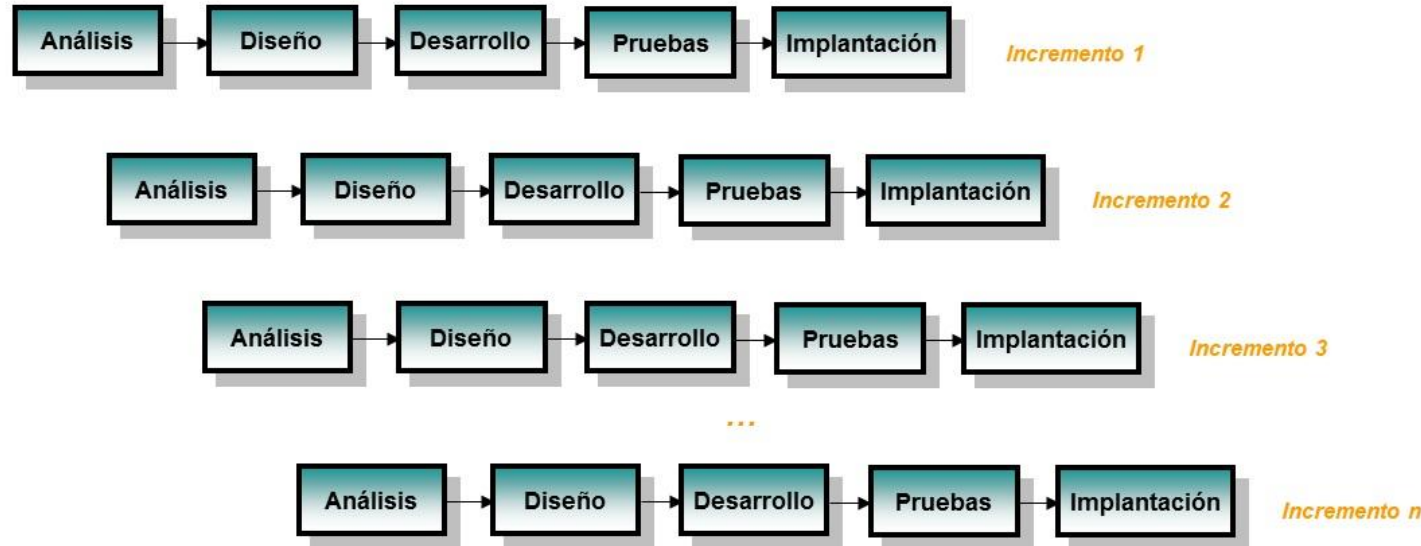 Análisis Diseño Desarrollo Pruebas Implantación Incremento 1
Análisis Diseño Desarrollo Pruebas Implantación Incremento 2
Análisis Diseño Desarrollo Pruebas Implantación Incremento 3
...
Análisis Diseño Desarrollo Pruebas Implantación Incremento n